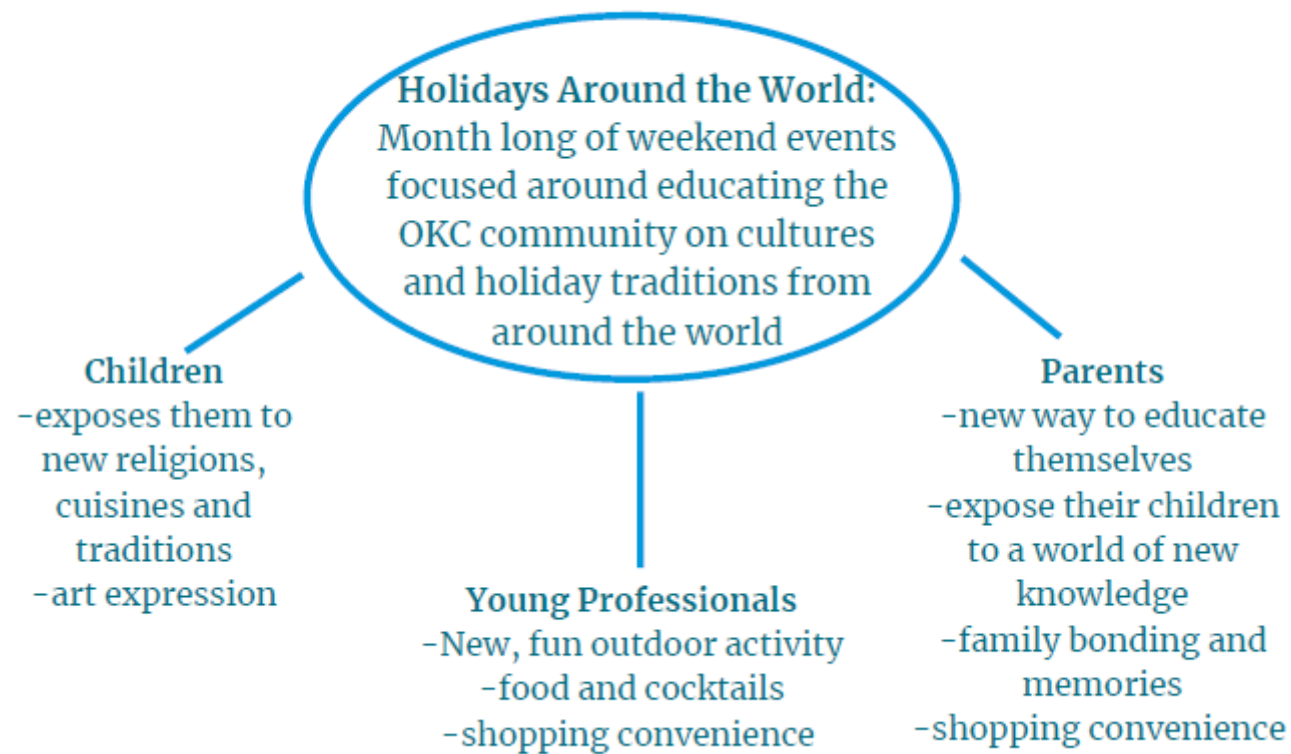 Holidays Around the World:
Month long of weekend events
focused around educating the
OKC community on cultures
and holiday traditions from
around the world
Children
-exposes them to
new religions,
cuisines and
traditions
-art expression
Young Professionals
-New, fun outdoor activity
-food and cocktails
-shopping convenience
Parents
-new way to educate
themselves
-expose their children
to a world of new
knowledge
-family bonding and
memories
-shopping convenience